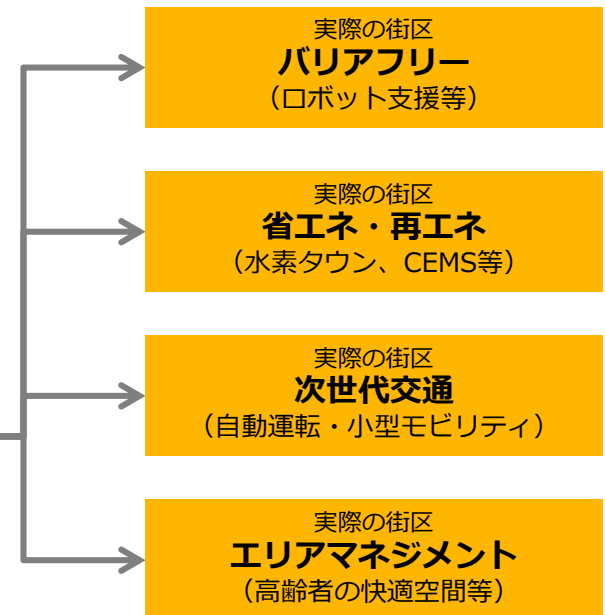 実際の街区
バリアフリー
（ロボット支援等）
実際の街区
省エネ・再エネ
（水素タウン、CEMS等）
実際の街区
次世代交通
（自動運転・小型モビリティ）
実際の街区
エリアマネジメント
（高齢者の快適空間等）